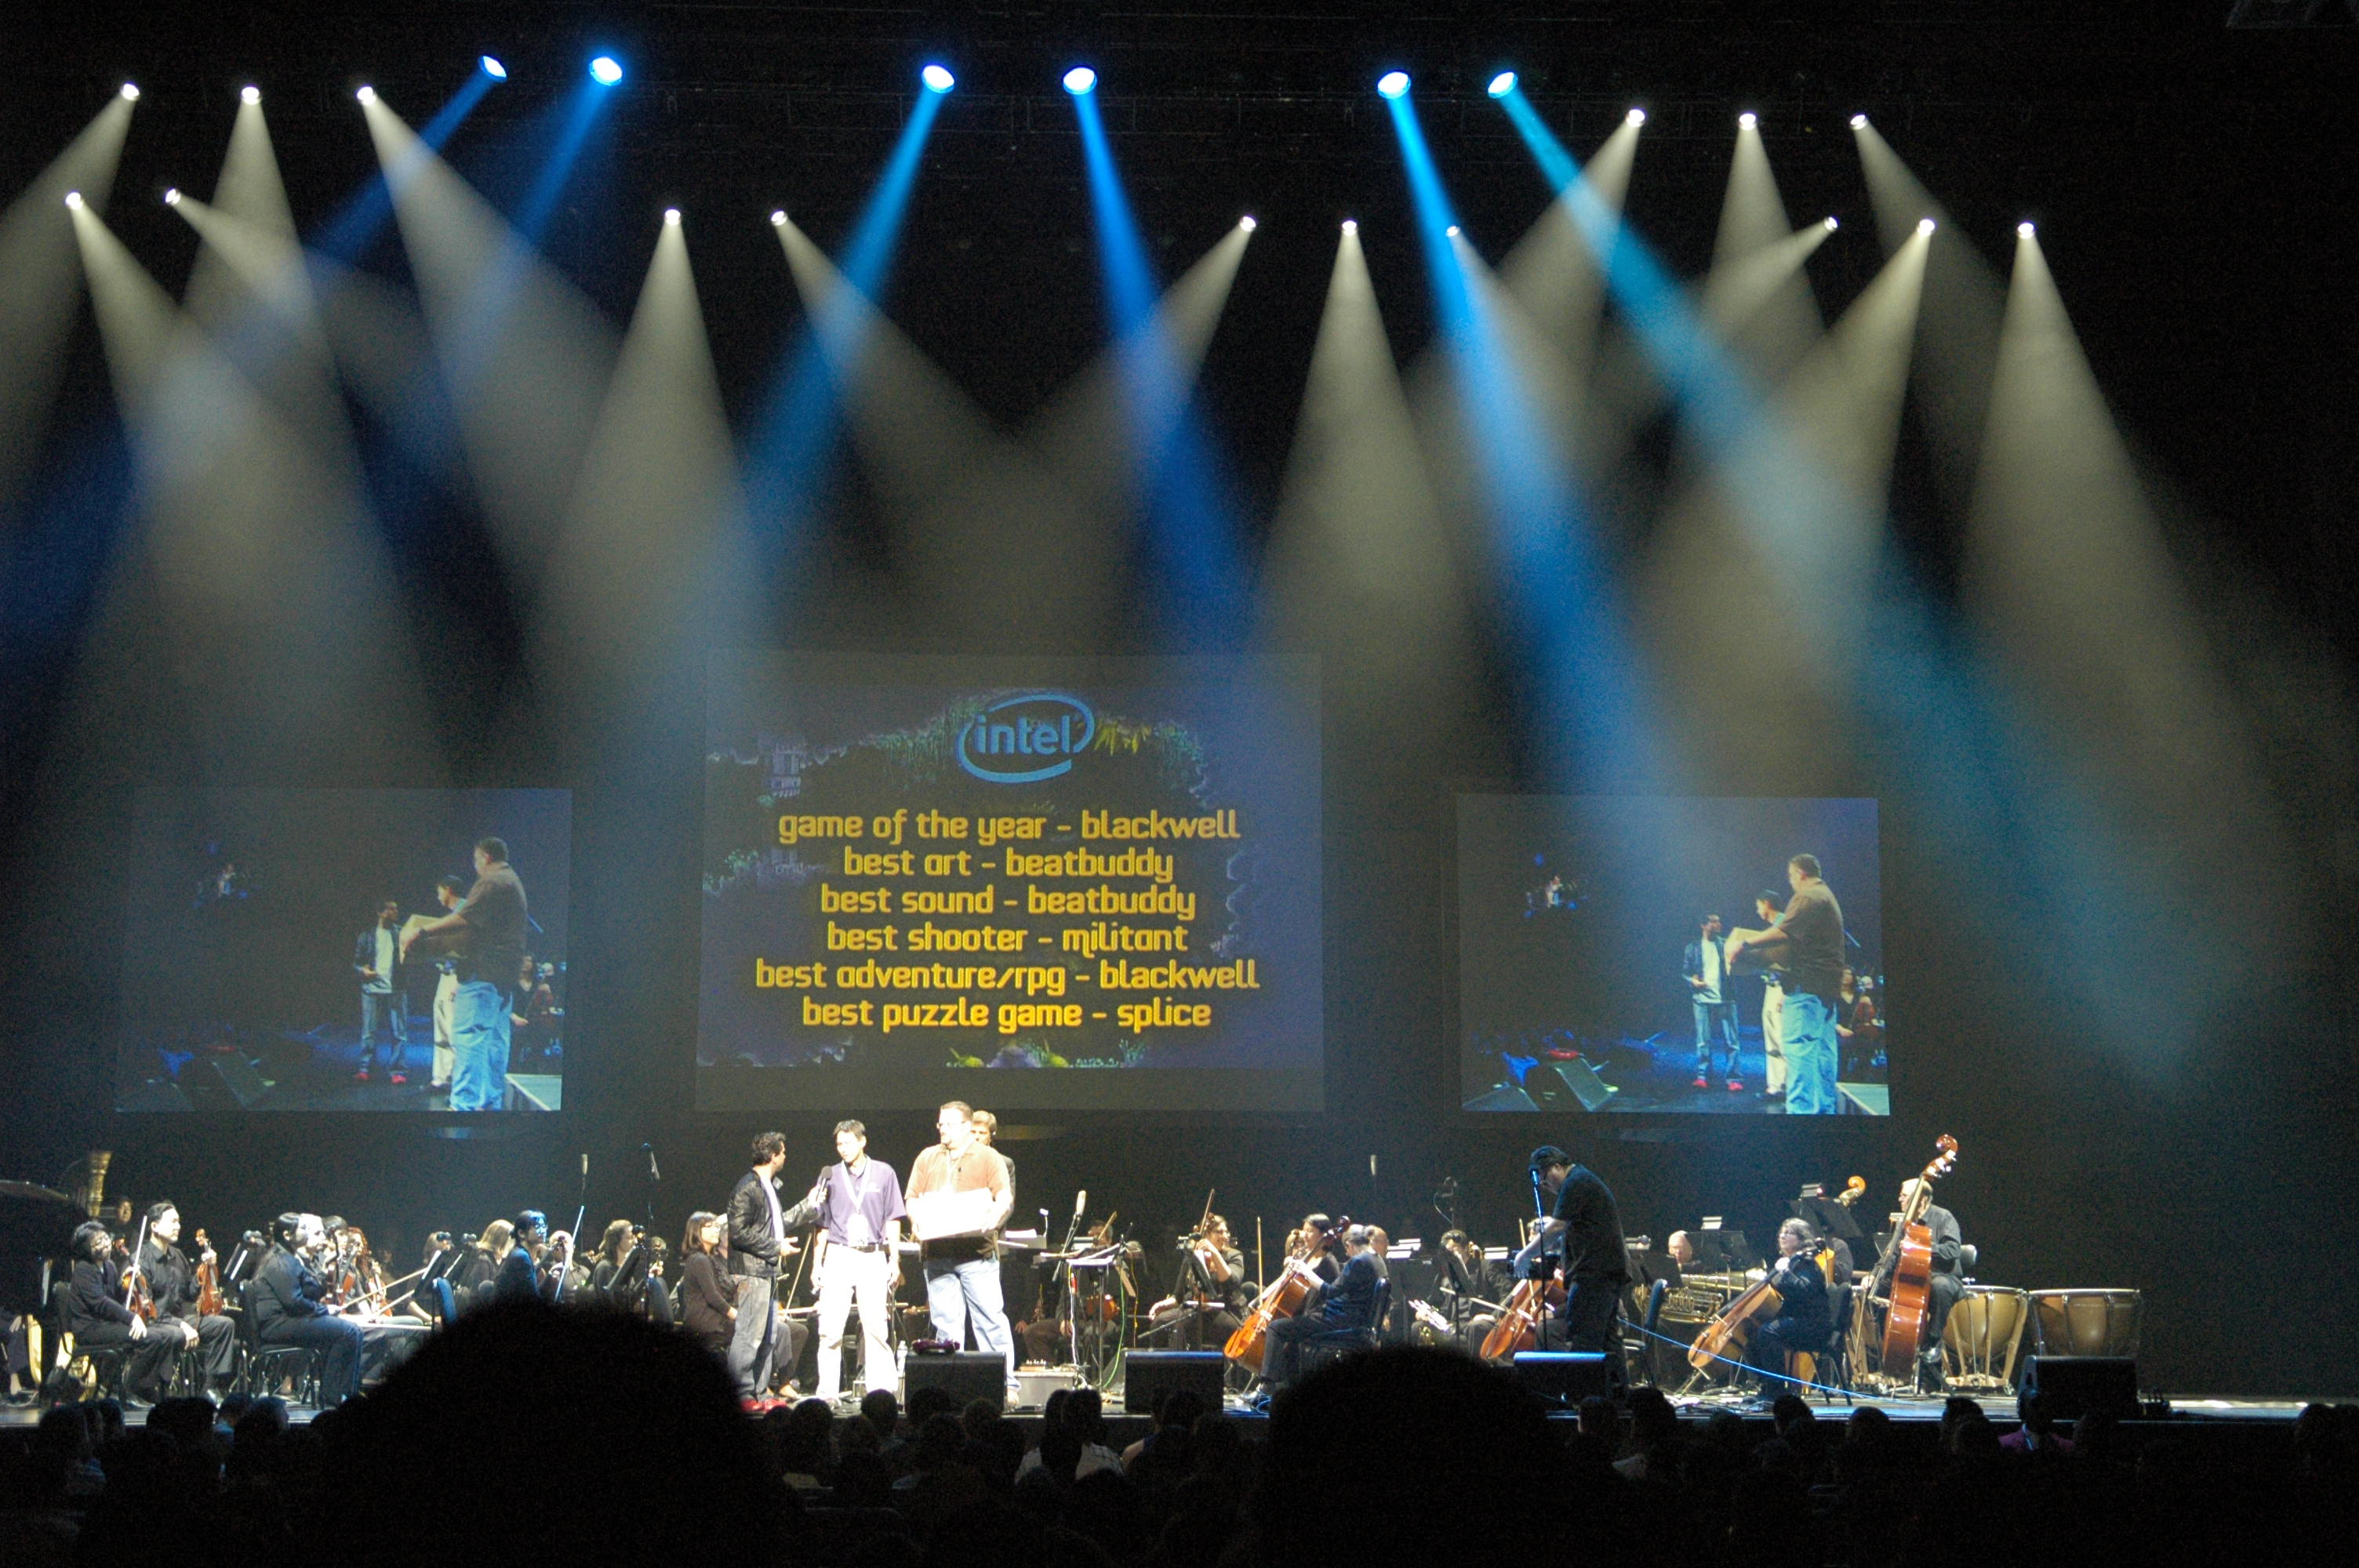 intel
game of the year - blackwell
best art - beatbuddy
best sound - beatbuddy
best shooter - militant
best adventure/rpg - blackwell
best puzzle game - splice